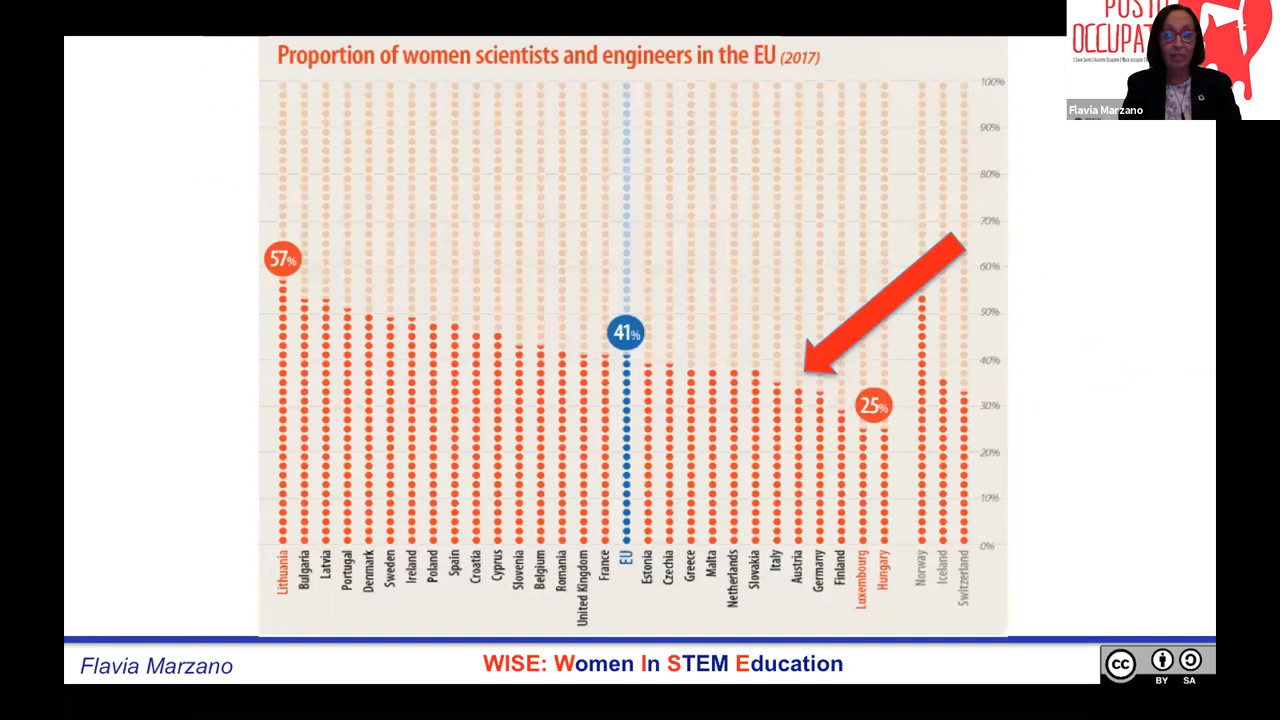 Proportion of women scientists and engineers in the EU (2017)
POSTO
OCCUPAT
Flavia Marzano
100%
90%
80%
70%
60%
50%
40%
30%
20%
10%
0%
57%
41%
25%
Lithuania
Bulgaria
Latvia
Portugal
Denmark
Sweden
Ireland
Poland
Spain
Croatia
Cyprus
Slovenia
Belgium
Romania
United Kingdom
France
EU
Estonia
Czechia
Greece
Malta
Netherlands
Slovakia
Italy
Austria
Germany
Finland
Luxembourg
Hungary
Norway
Iceland
Switzerland
Flavia Marzano
WISE: Women In STEM Education
cc
BY SA